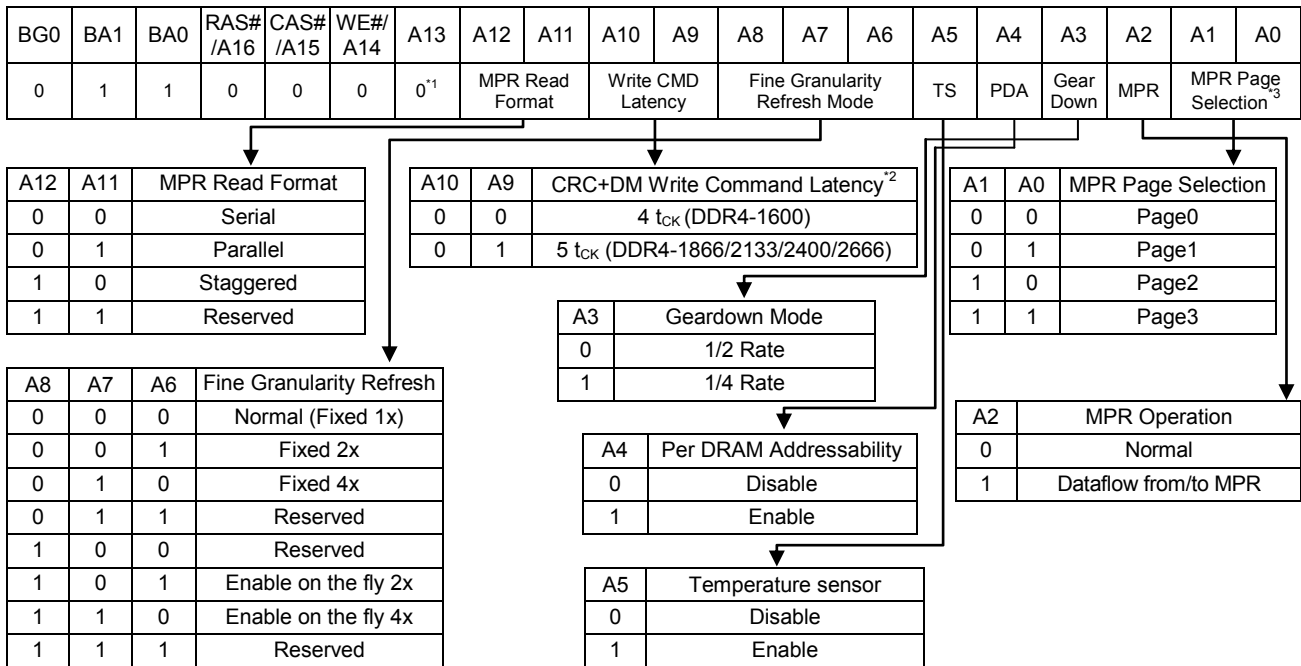 BG0 BA1 BA0 RAS# /A16 CAS# /A15 WE#/ A14 A13 A12 A11 A10 A9 A8 A7 A6 A5 A4 A3 A2 A1 A0
0 1 1 0 0 0 0*1 MPR Read Format Write CMD Latency Fine Granularity Refresh Mode TS PDA Gear Down MPR MPR Page Selection*3
A12 A11 MPR Read Format
0 0 Serial
0 1 Parallel
1 0 Staggered
1 1 Reserved
A10 A9 CRC+DM Write Command Latency*2
0 0 4 tCK (DDR4-1600)
0 1 5 tCK (DDR4-1866/2133/2400/2666)
A1 A0 MPR Page Selection
0 0 Page0
0 1 Page1
1 0 Page2
1 1 Page3
A3 Geardown Mode
0 1/2 Rate
1 1/4 Rate
A8 A7 A6 Fine Granularity Refresh
0 0 0 Normal (Fixed 1x)
0 0 1 Fixed 2x
0 1 0 Fixed 4x
0 1 1 Reserved
1 0 0 Reserved
1 0 1 Enable on the fly 2x
1 1 0 Enable on the fly 4x
1 1 1 Reserved
A4 Per DRAM Addressability
0 Disable
1 Enable
A2 MPR Operation
0 Normal
1 Dataflow from/to MPR
A5 Temperature sensor
0 Disable
1 Enable